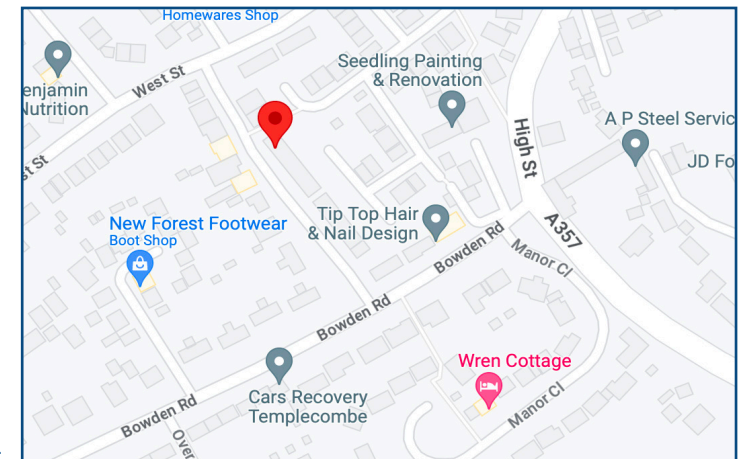 Homewares Shop
West St
enjamin
Nutrition
Seedling Painting
& Renovation
A P Steel Servic
JD Fo
High St
st St
New Forest Footwear
Boot Shop
Tip Top Hair
& Nail Design
Bowden Rd
A357
Manor Cl
Bowden Rd
Wren Cottage
Cars Recovery
Templecombe
Manor Cl
Bowden Rd
Over